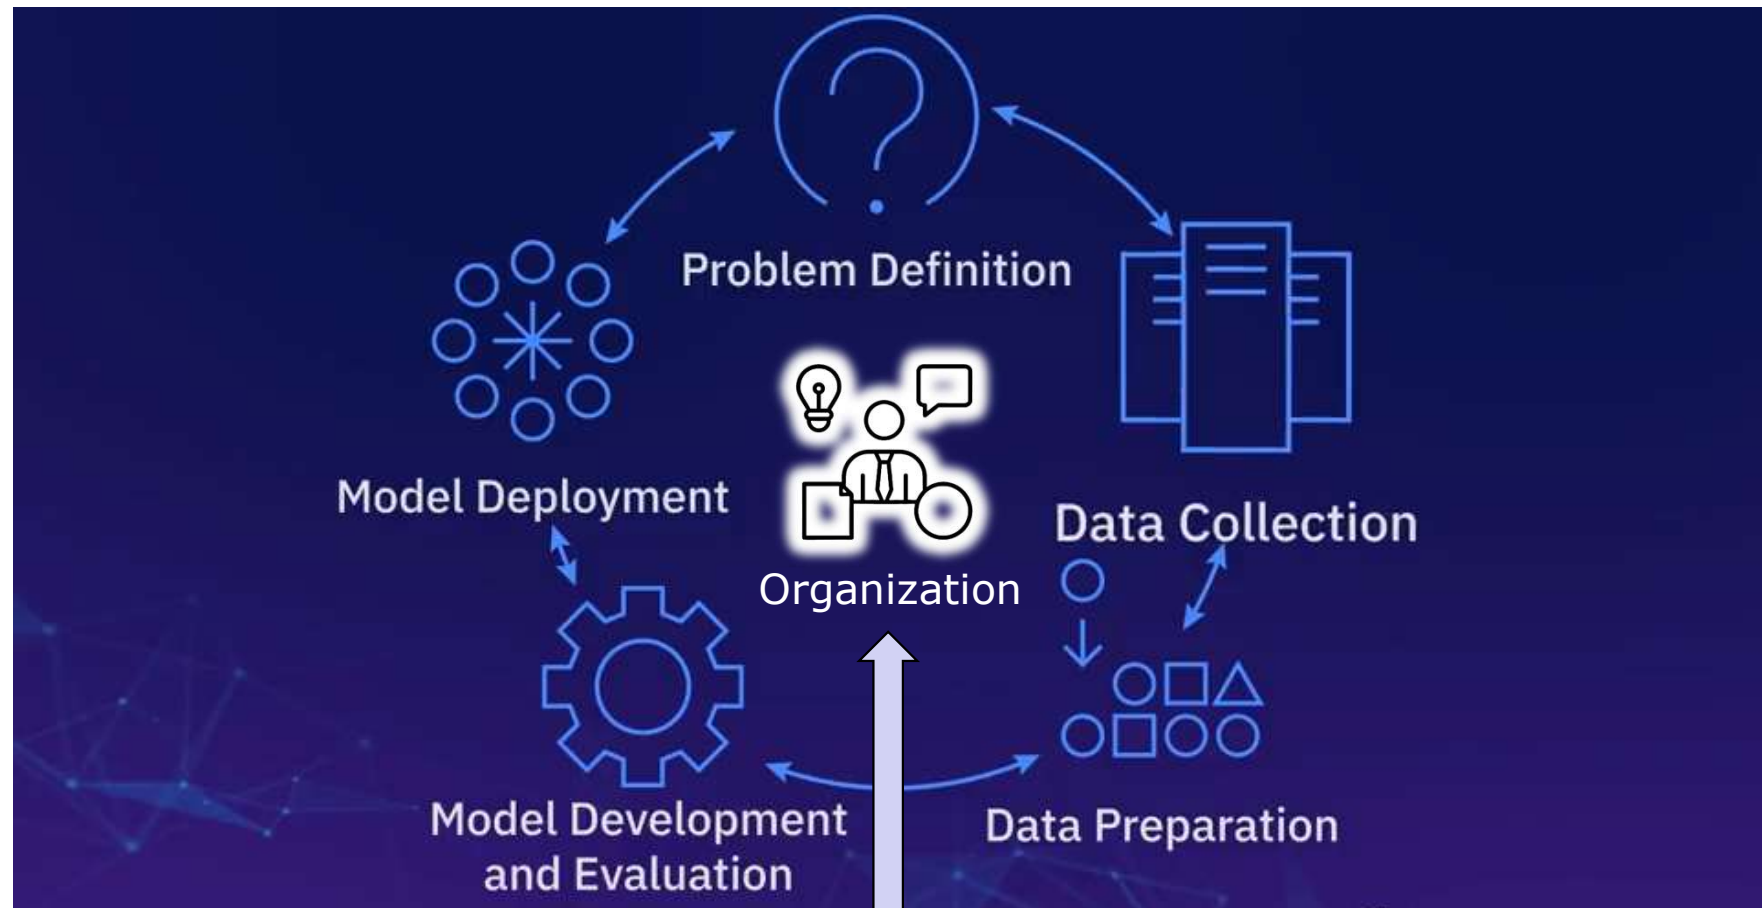 Problem Definition
Model Deployment
Data Collection
Organization
Model Development
and Evaluation
Data Preparation